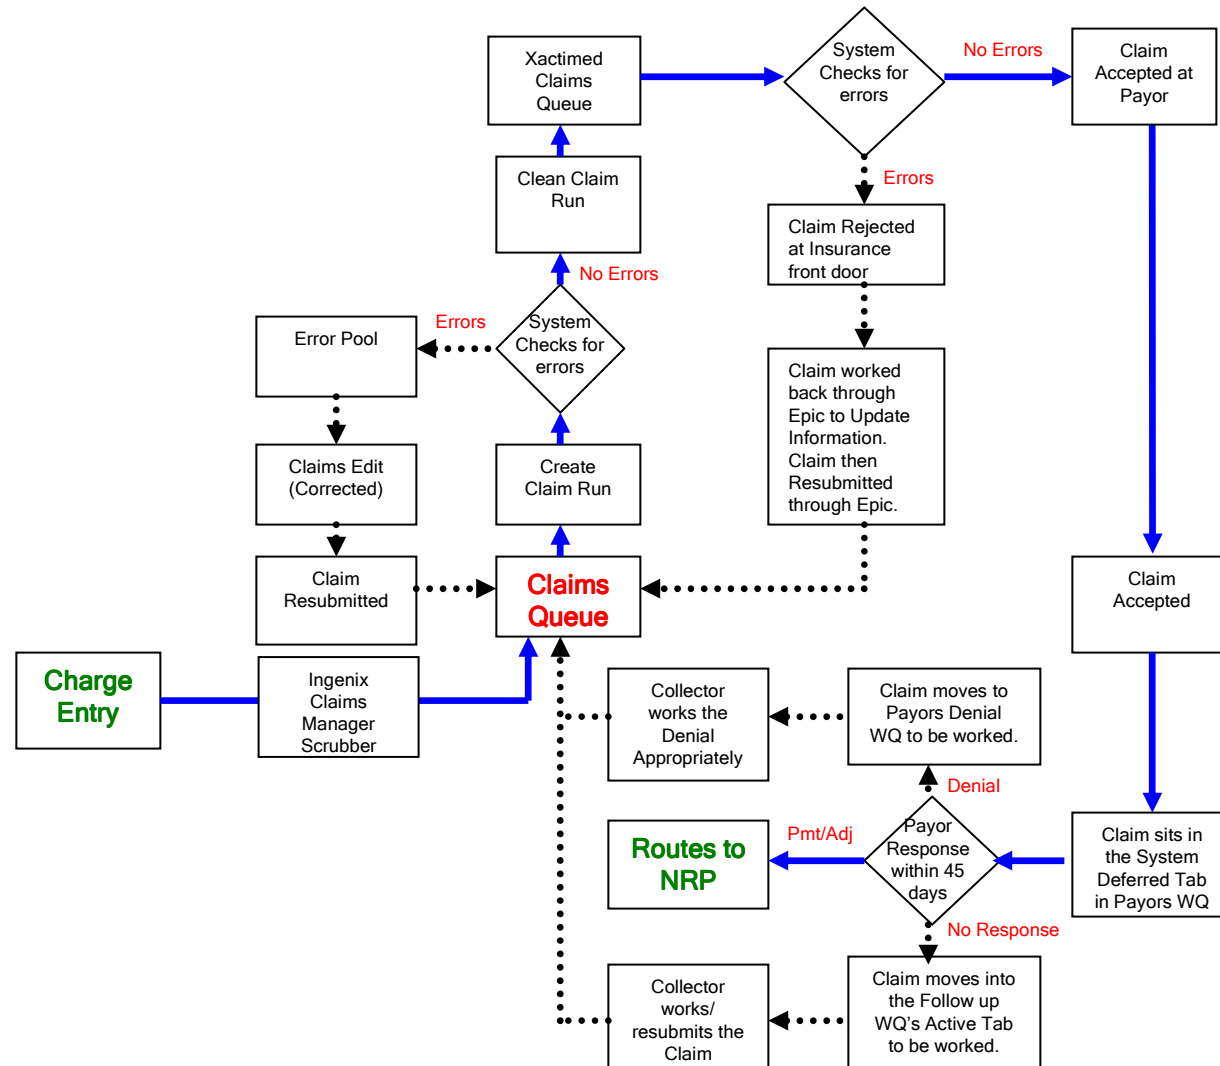 Xactimed
Claims
Queue
System
Checks for
errors
No Errors
Claim
Accepted at
Payor
Errors
Clean Claim
Run
Claim Rejected
at Insurance
front door
No Errors
Errors
Error Pool
System
Checks for
errors
Claim worked
back through
Epic to Update
Information.
Claim then
Resubmitted
through Epic.
Claims Edit
(Corrected)
Create
Claim Run
Claim
Resubmitted
Claims
Queue
Claim
Accepted
Charge
Entry
Ingenix
Claims
Manager
Scrubber
Collector
works the
Denial
Appropriately
Claim moves to
Payors Denial
WQ to be worked.
Denial
Pmt/Adj
Routes to
NRP
Payor
Response
within 45
days
Claim sits in
the System
Deferred Tab
in Payors WQ
No Response
Collector
works/
resubmits the
Claim
Claim moves into
the Follow up
WQ's Active Tab
to be worked.